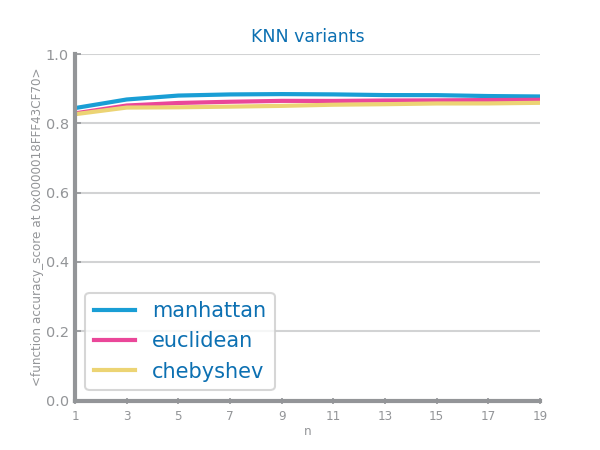 KNN variants
<function accuracy_score at 0x0000018FFF43CF70>
1.0
0.8
0.6
0.4
0.2
0.0
manhattan
euclidean
chebyshev
1 3 5 7 9 11 13 15 17 19
n